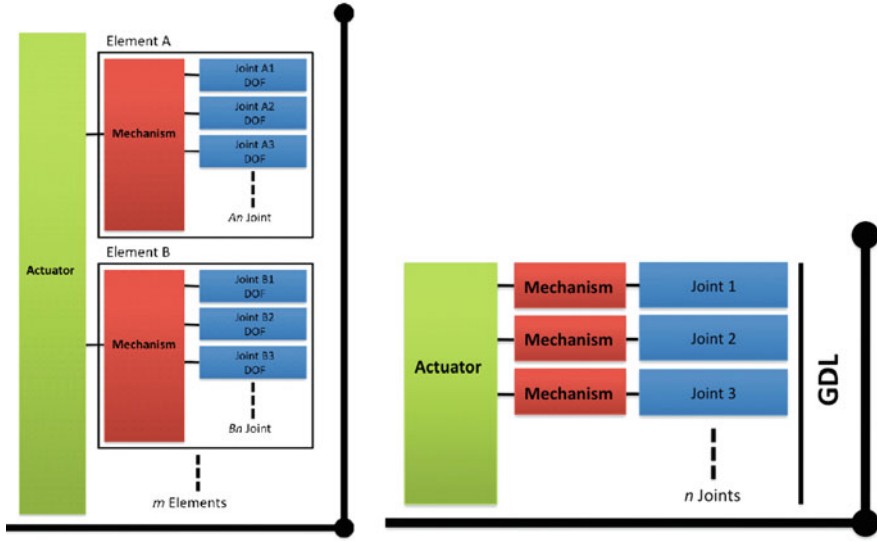 Element A
Mechanism
Joint A1
DOF
Joint A2
DOF
Joint A3
DOF
An Joint
Actuator
Element B
Mechanism
Joint B1
DOF
Joint B2
DOF
Joint B3
DOF
Bn Joint
m Elements
Actuator
Mechanism
Joint 1
Mechanism
Joint 2
Mechanism
Joint 3
n Joints
GDL